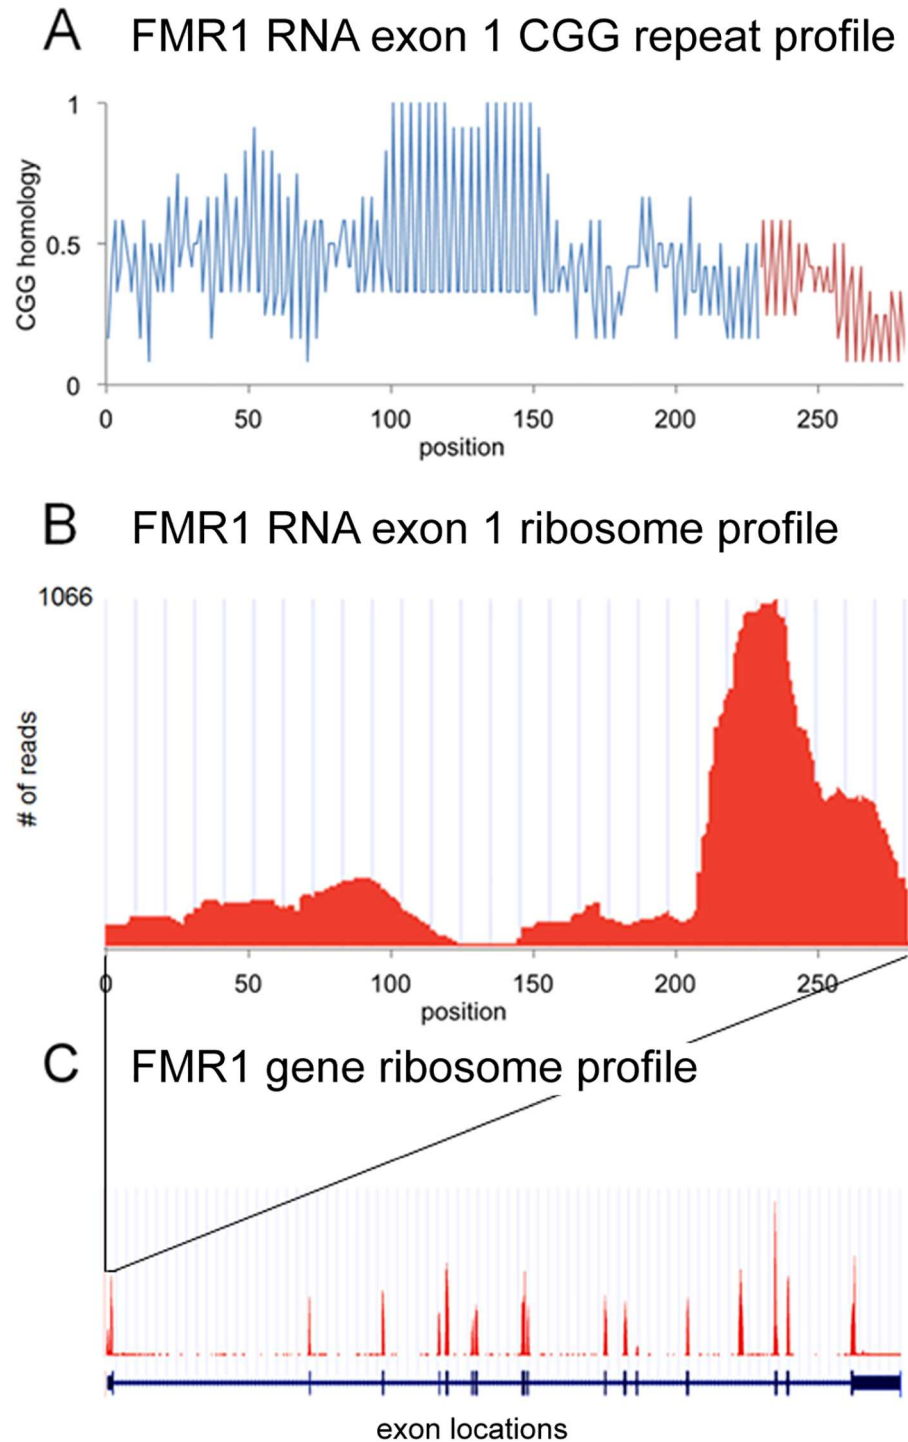 A FMR1 RNA exon 1 CGG repeat profile
1
CGG homology
0.5
0
0 50 100 150 200 250
position
B FMR1 RNA exon 1 ribosome profile
1066
# of reads
0 50 100 150 200 250
position
C FMR1 gene ribosome profile
exon locations